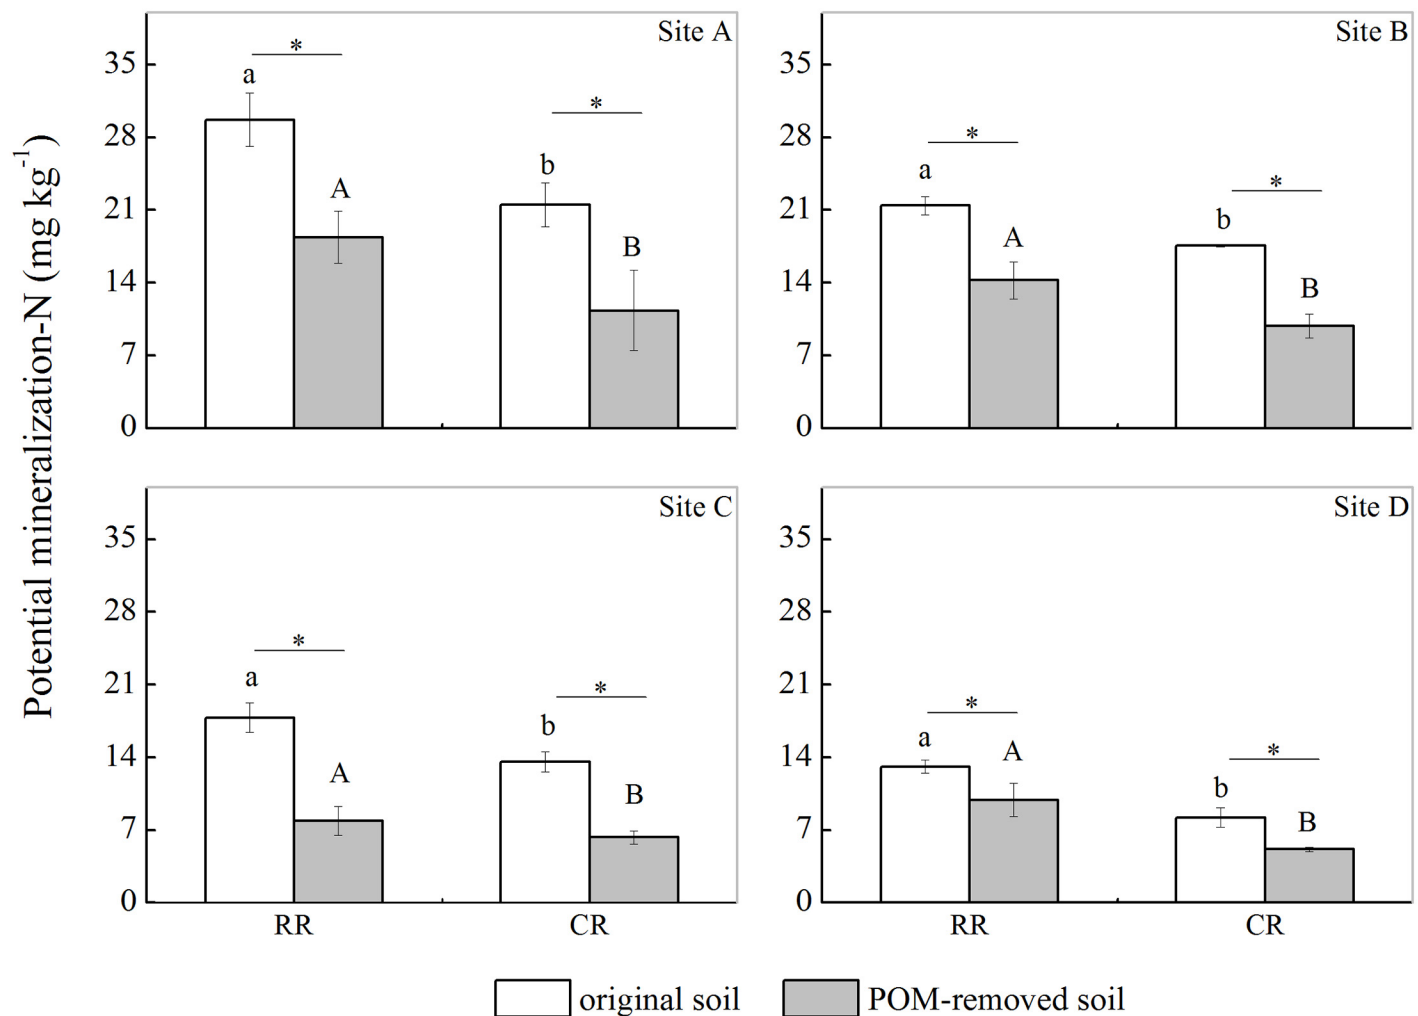 Potential mineralization-N (mg kg⁻¹)
Site A
35
28
21
14
7
0
*
a
A
*
b
B
Site B
35
28
21
14
7
0
*
a
A
*
b
B
Site C
35
28
21
14
7
0
*
a
A
*
b
B
RR
CR
Site D
35
28
21
14
7
0
*
a
A
*
b
B
RR
CR
original soil
POM-removed soil